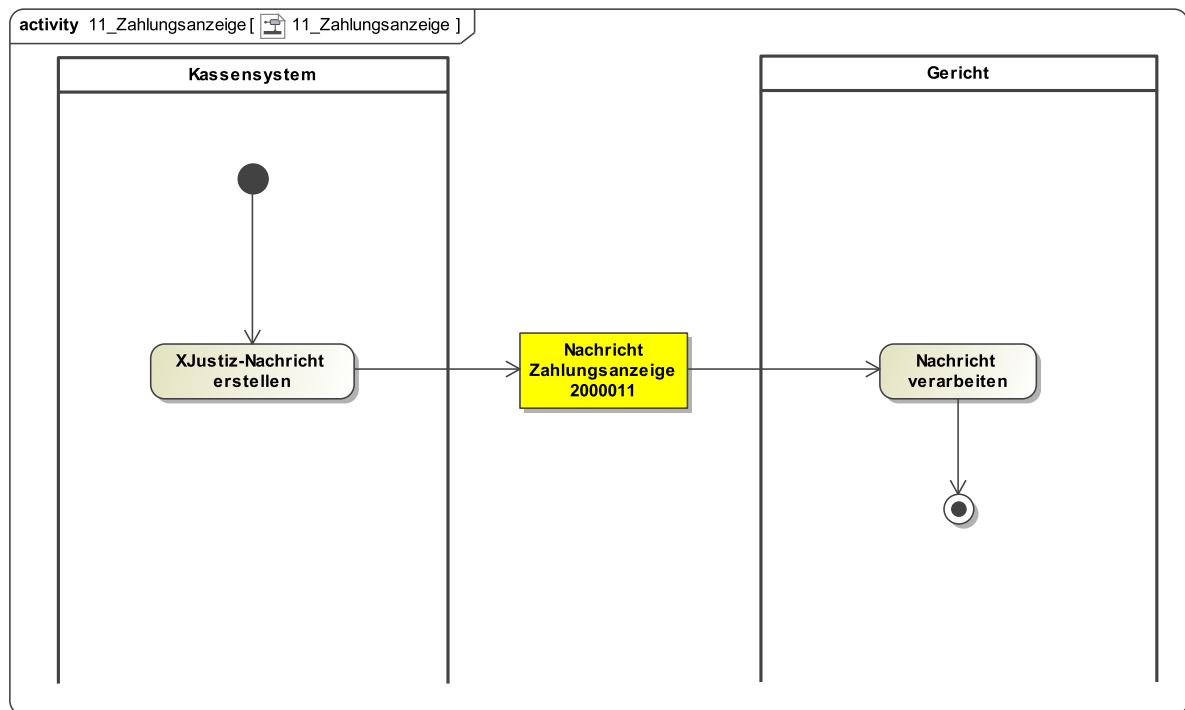 activity 11_Zahlungsanzeige [ 11_Zahlungsanzeige ]
Kassensystem
Gericht
XJustiz-Nachricht
erstellen
Nachricht
Zahlungsanzeige
2000011
Nachricht
verarbeiten